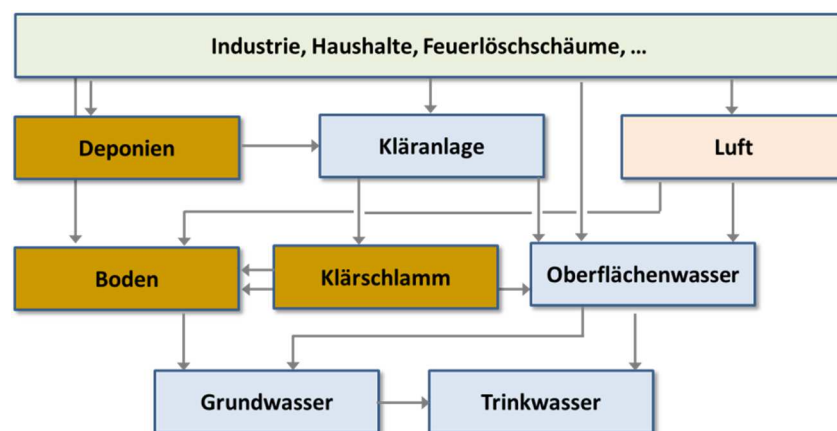 Industrie, Haushalte, Feuerlöschschäume, ...
Deponien
Kläranlage
Luft
Boden
Klärschlamm
Oberflächenwasser
Grundwasser
Trinkwasser